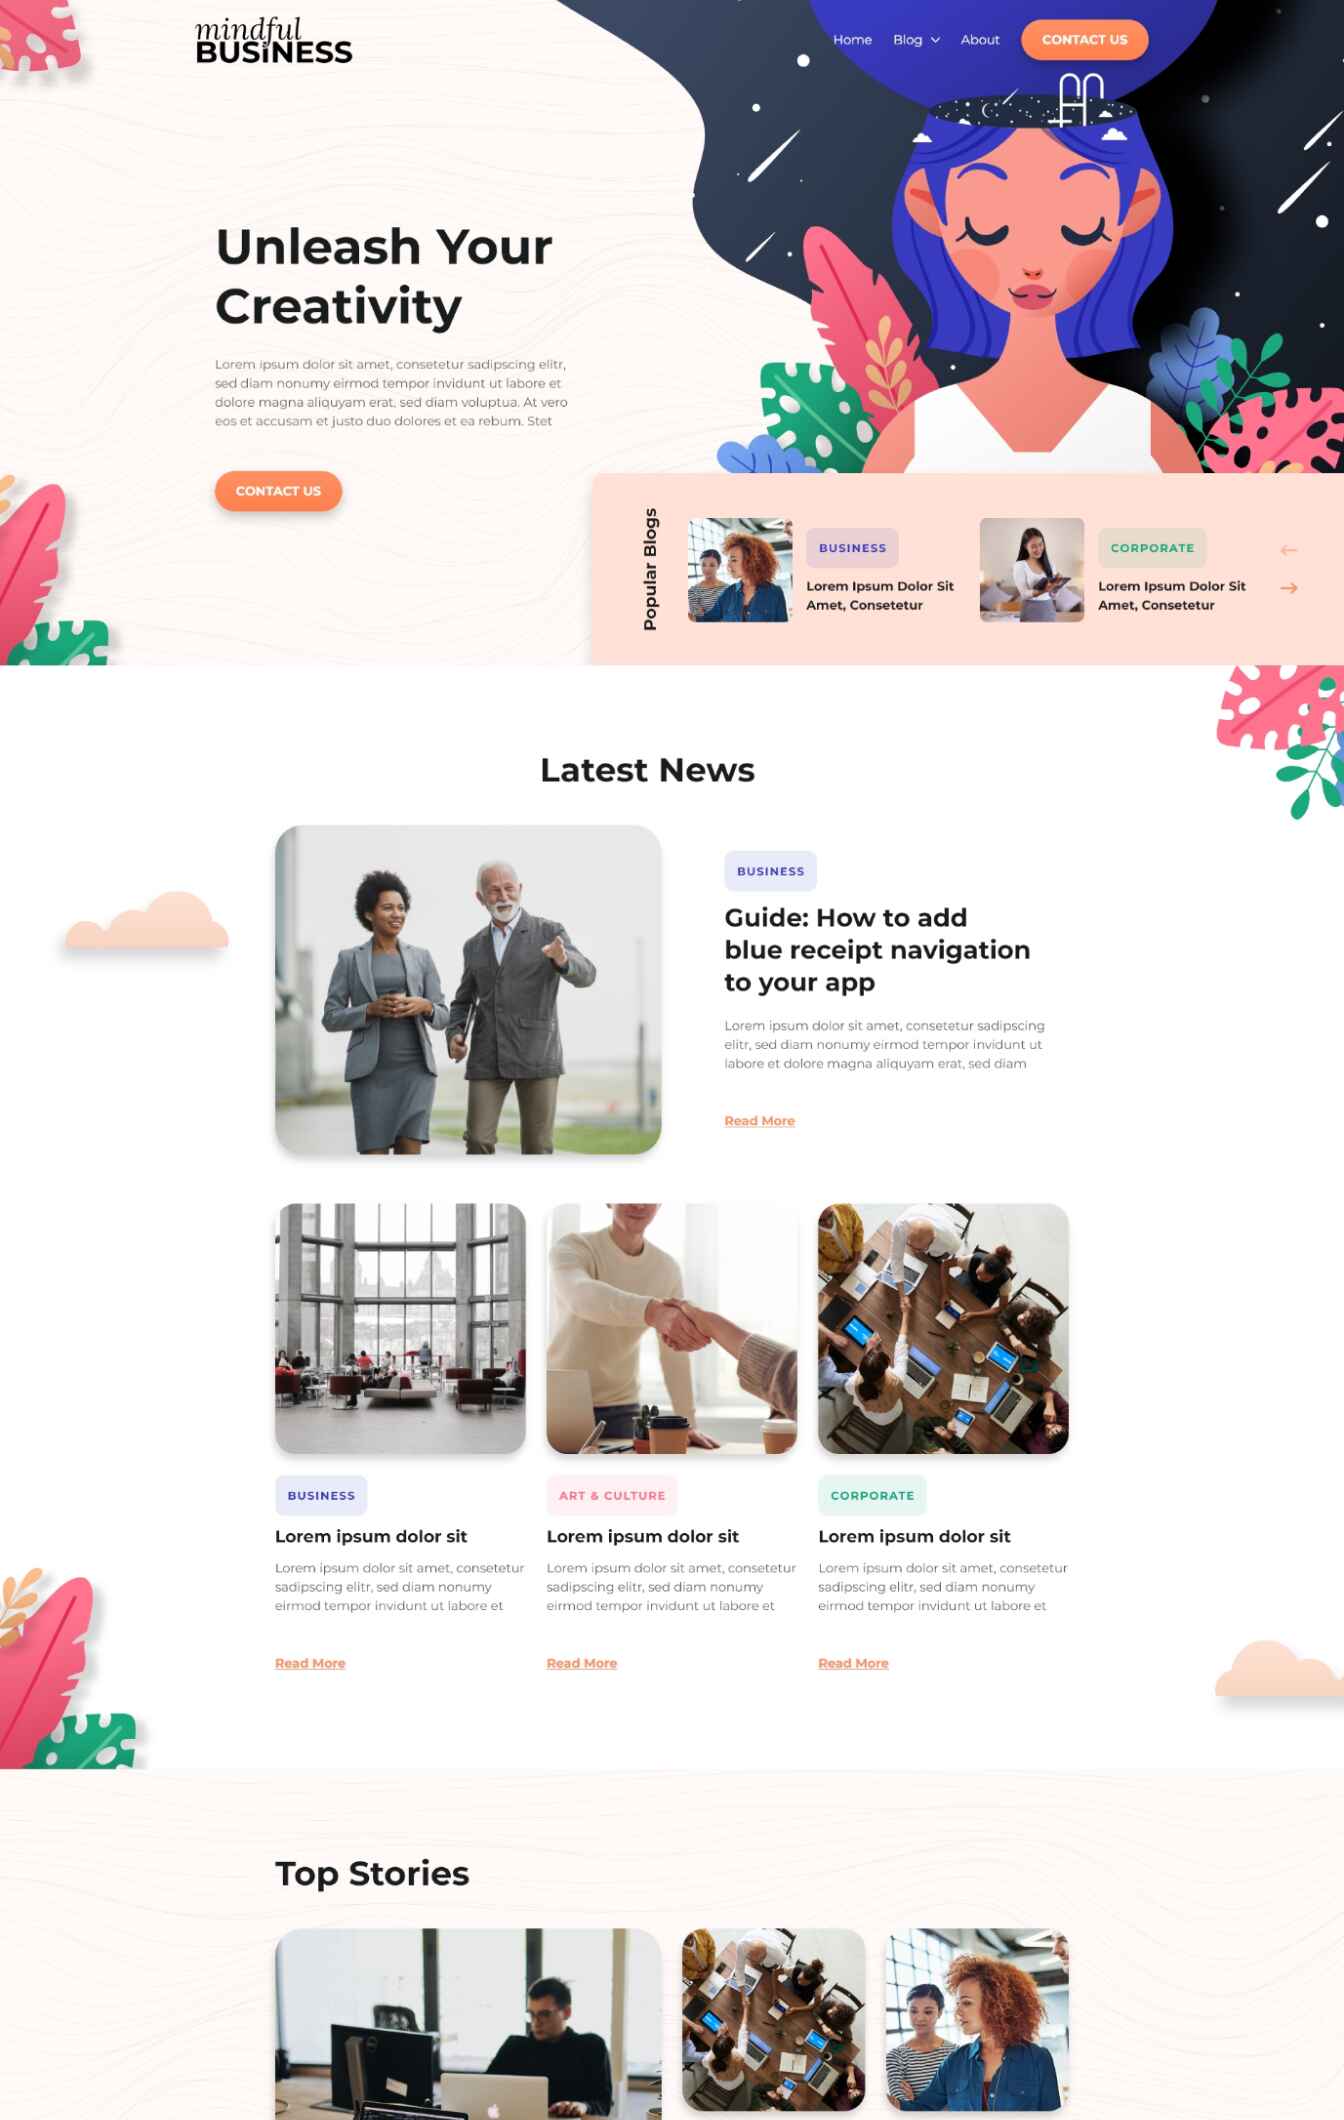 mindful
BUSINESS
Home Blog About CONTACT US
Unleash Your
Creativity
Lorem ipsum dolor sit amet, consetetur sadipscing elitr,
sed diam nonumy eirmod tempor invidunt ut labore et
dolore magna aliquyam erat, sed diam voluptua. At vero
eos et accusam et justo duo dolores et ea rebum. Stet
CONTACT US
Popular Blogs
BUSINESS
Lorem Ipsum Dolor Sit
Amet, Consetetur
CORPORATE
Lorem Ipsum Dolor Sit
Amet, Consetetur
Latest News
BUSINESS
Guide: How to add
blue receipt navigation
to your app
Lorem ipsum dolor sit amet, consetetur sadipscing
elitr, sed diam nonumy eirmod tempor invidunt ut
labore et dolore magna aliquyam erat, sed diam
Read More
BUSINESS
Lorem ipsum dolor sit
Lorem ipsum dolor sit amet, consetetur
sadipscing elitr, sed diam nonumy
eirmod tempor invidunt ut labore et
Read More
ART & CULTURE
Lorem ipsum dolor sit
Lorem ipsum dolor sit amet, consetetur
sadipscing elitr, sed diam nonumy
eirmod tempor invidunt ut labore et
Read More
CORPORATE
Lorem ipsum dolor sit
Lorem ipsum dolor sit amet, consetetur
sadipscing elitr, sed diam nonumy
eirmod tempor invidunt ut labore et
Read More
Top Stories